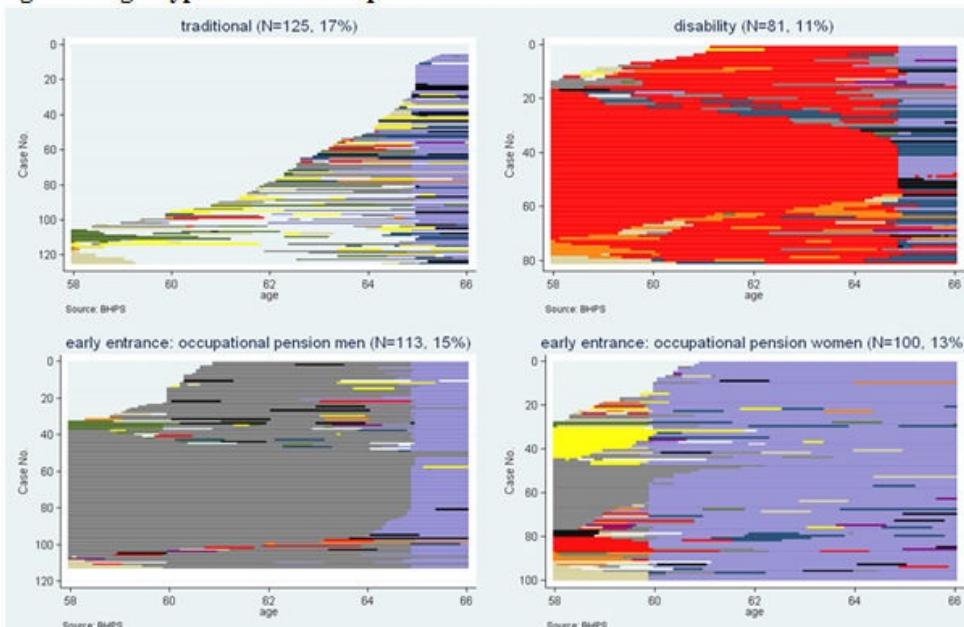 traditional (N=125, 17%)
0
20
40
60
80
100
120
Case No.
58 60 62 64 66
age
Source: BHPS
disability (N=81, 11%)
0
20
40
60
80
Case No.
58 60 62 64 66
age
Source: BHPS
early entrance: occupational pension men (N=113, 15%)
0
20
40
60
80
100
120
Case No.
58 60 62 64 66
age
Source: BHPS
early entrance: occupational pension women (N=100, 13%
0
20
40
60
80
100
Case No.
58 60 62 64 66
age
Source: BHPS